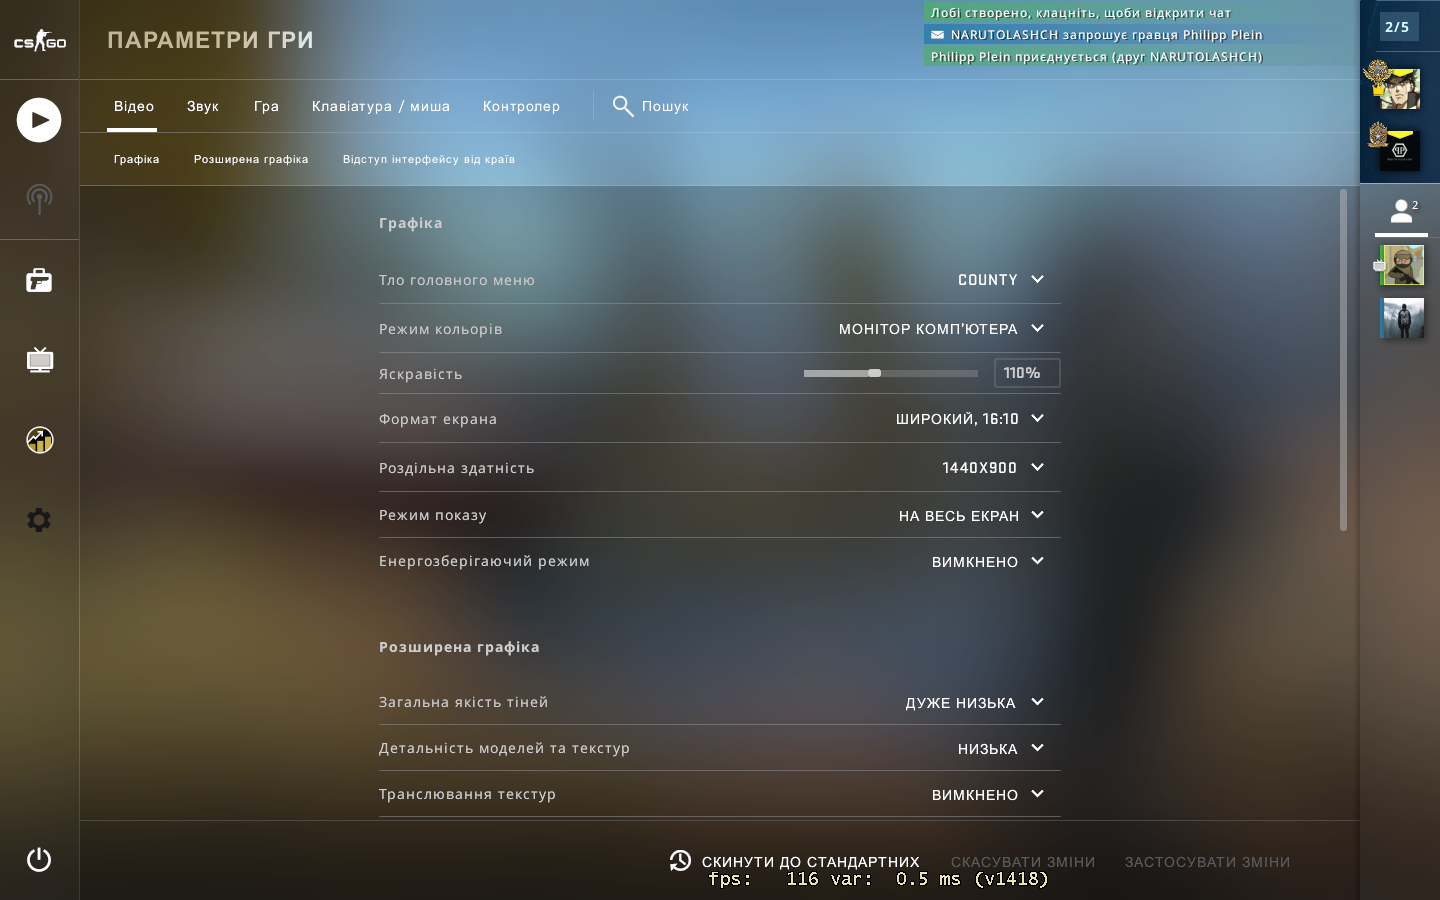 CS GO
ПАРАМЕТРИ ГРИ
Лобі створено, клацніть, щоби відкрити чат
NARUTOLASHCH запрошує гравця Philipp Plein
Philipp Plein приєднується (друг NARUTOLASHCH)
2/5
Відео Звук Гра Клавіатура / миша Контролер Пошук
Графіка Розширена графіка Відступ інтерфейсу від країв
2
Графіка
Тло головного меню COUNTY
Режим кольорів МОНІТОР КОМП'ЮТЕРА
Яскравість 110%
Формат екрана ШИРОКИЙ, 16:10
Роздільна здатність 1440X900
Режим показу НА ВЕСЬ ЕКРАН
Енергозберігаючий режим ВИМКНЕНО
Розширена графіка
Загальна якість тіней ДУЖЕ НИЗЬКА
Детальність моделей та текстур НИЗЬКА
Транслювання текстур ВИМКНЕНО
СКИНУТИ ДО СТАНДАРТНИХ СКАСУВАТИ ЗМІНИ ЗАСТОСУВАТИ ЗМІНИ
fps: 116 var: 0.5 ms (v1418)